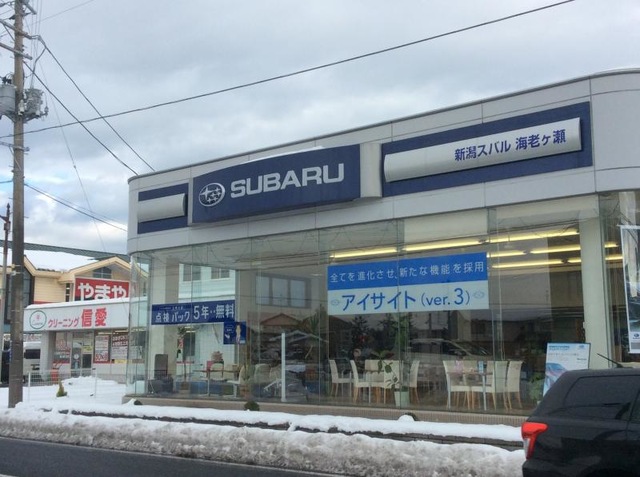 SUBARU
新潟スバル 海老ヶ瀬
全てを進化させ、新たな機能を採用
アイサイト(ver.3)
点検パック5年・・無料
やまや
クリーニング 信愛